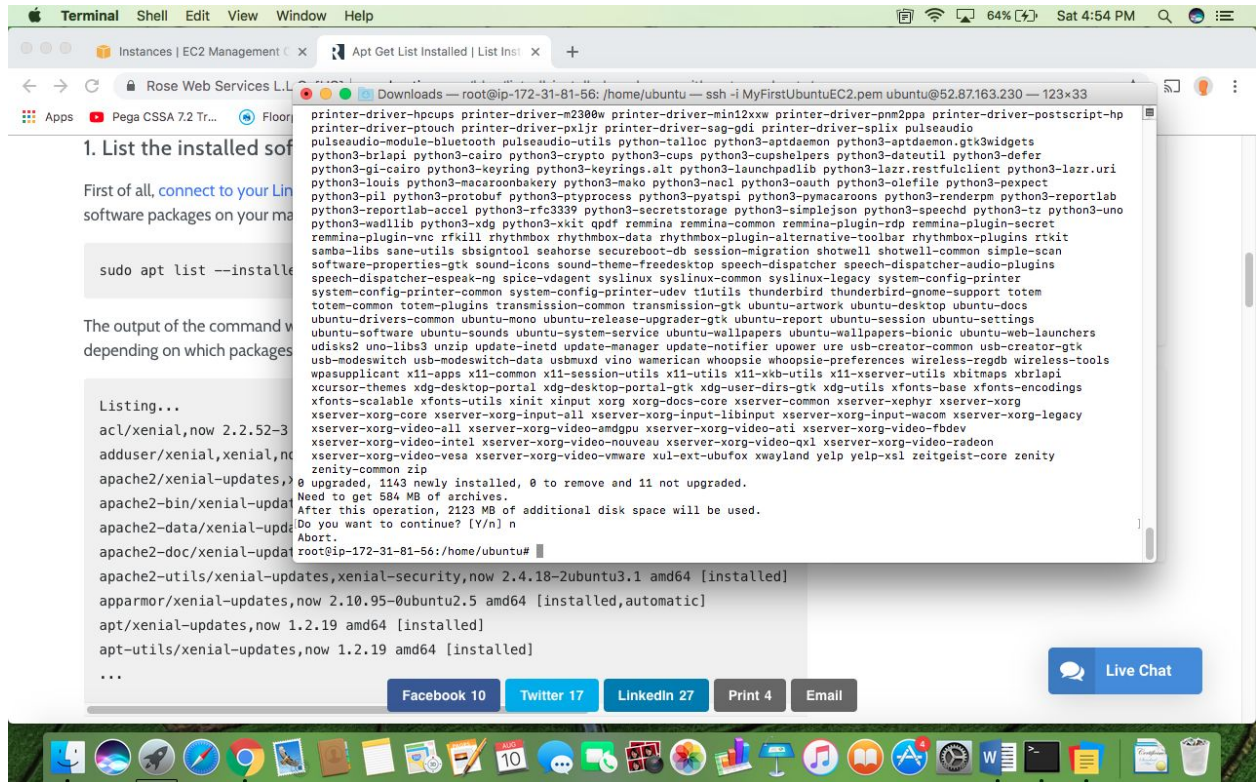 Terminal Shell Edit View Window Help
64% Sat 4:54 PM
Instances | EC2 Management C
Apt Get List Installed | List Inst
Rose Web Services L.L.C.
Apps Pega CSSA 7.2 Tr... Floorp
Downloads — root@ip-172-31-81-56: /home/ubuntu — ssh -i MyFirstUbuntuEC2.pem ubuntu@52.87.163.230 — 123×33
printer-driver-hpcups printer-driver-m2300w printer-driver-min12xxw printer-driver-pnm2ppa printer-driver-postscript-hp
printer-driver-ptouch printer-driver-pxljr printer-driver-sag-gdi printer-driver-splix pulseaudio
pulseaudio-module-bluetooth pulseaudio-utils python-talloc python3-aptdaemon python3-aptdaemon.gtk3widgets
python3-brlapi python3-cairo python3-crypto python3-cups python3-cupshelpers python3-dateutil python3-defer
python3-gi-cairo python3-keyring python3-keyrings.alt python3-launchpadlib python3-lazr.restfulclient python3-lazr.uri
python3-louis python3-macaroonbakery python3-mako python3-nacl python3-oauth python3-olefile python3-pexpect
python3-pil python3-protobuf python3-ptyprocess python3-pyatspi python3-pymacaroons python3-renderpm python3-reportlab
python3-reportlab-accel python3-rfc3339 python3-secretstorage python3-simplejson python3-speechd python3-tz python3-uno
python3-wadllib python3-xdg python3-xkit qpdf remmina remmina-common remmina-plugin-rdp remmina-plugin-secret
remmina-plugin-vnc rfkill rhythmbox rhythmbox-data rhythmbox-plugin-alternative-toolbar rhythmbox-plugins rtkit
samba-libs sane-utils sbsigntool seahorse secureboot-db session-migration shotwell shotwell-common simple-scan
software-properties-gtk sound-icons sound-theme-freedesktop speech-dispatcher speech-dispatcher-audio-plugins
speech-dispatcher-espeak-ng spice-vdagent syslinux syslinux-common syslinux-legacy system-config-printer
system-config-printer-common system-config-printer-udev t1utils thunderbird thunderbird-gnome-support totem
totem-common totem-plugins transmission-common transmission-gtk ubuntu-artwork ubuntu-desktop ubuntu-docs
ubuntu-drivers-common ubuntu-mono ubuntu-release-upgrader-gtk ubuntu-report ubuntu-session ubuntu-settings
ubuntu-software ubuntu-sounds ubuntu-system-service ubuntu-wallpapers ubuntu-wallpapers-bionic ubuntu-web-launchers
udisks2 uno-libs3 unzip update-inetd update-manager update-notifier upower ure usb-creator-common usb-creator-gtk
usb-modeswitch usb-modeswitch-data usbmuxd vino wamerican whoopsie whoopsie-preferences wireless-regdb wireless-tools
wpasupplicant x11-apps x11-common x11-session-utils x11-utils x11-xkb-utils x11-xserver-utils xbitmaps xbrlapi
xcursor-themes xdg-desktop-portal xdg-desktop-portal-gtk xdg-user-dirs-gtk xdg-utils xfonts-base xfonts-encodings
xfonts-scalable xfonts-utils xinit xinput xorg xorg-docs-core xserver-common xserver-xephyr xserver-xorg
xserver-xorg-core xserver-xorg-input-all xserver-xorg-input-libinput xserver-xorg-input-wacom xserver-xorg-legacy
xserver-xorg-video-all xserver-xorg-video-amdgpu xserver-xorg-video-ati xserver-xorg-video-fbdev
xserver-xorg-video-intel xserver-xorg-video-nouveau xserver-xorg-video-qxl xserver-xorg-video-radeon
xserver-xorg-video-vesa xserver-xorg-video-vmware xul-ext-ubufox xwayland yelp yelp-xsl zeitgeist-core zenity
zenity-common zip
0 upgraded, 1143 newly installed, 0 to remove and 11 not upgraded.
Need to get 584 MB of archives.
After this operation, 2123 MB of additional disk space will be used.
Do you want to continue? [Y/n] n
Abort.
root@ip-172-31-81-56:/home/ubuntu#
1. List the installed sof
First of all, connect to your Lin
software packages on your ma
sudo apt list --installe
The output of the command w
depending on which packages
Listing...
acl/xenial,now 2.2.52-3
adduser/xenial,xenial,no
apache2/xenial-updates,x
apache2-bin/xenial-updat
apache2-data/xenial-upda
apache2-doc/xenial-updat
apache2-utils/xenial-updates,xenial-security,now 2.4.18-2ubuntu3.1 amd64 [installed]
apparmor/xenial-updates,now 2.10.95-0ubuntu2.5 amd64 [installed,automatic]
apt/xenial-updates,now 1.2.19 amd64 [installed]
apt-utils/xenial-updates,now 1.2.19 amd64 [installed]
...
Facebook 10 Twitter 17 LinkedIn 27 Print 4 Email
Live Chat
AUG
10
4